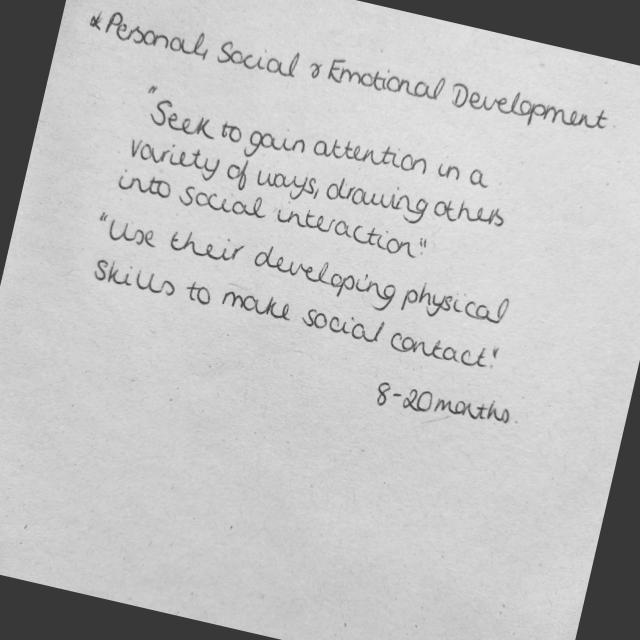 * Personal, Social & Emotional Development
"Seek to gain attention in a
variety of ways, drawing others
into social interaction"
"Use their developing physical
skills to make social contact."
8-20 months.